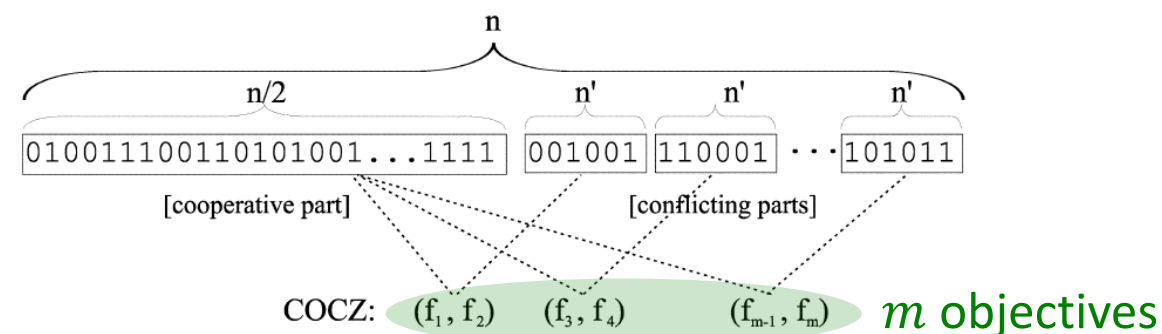 n
n/2 n' n' n'
010011100110101001...1111 001001 110001 ... 101011
[cooperative part] [conflicting parts]
COCZ: (f₁, f₂) (f₃, f₄) (fₘ₋₁, fₘ) m objectives